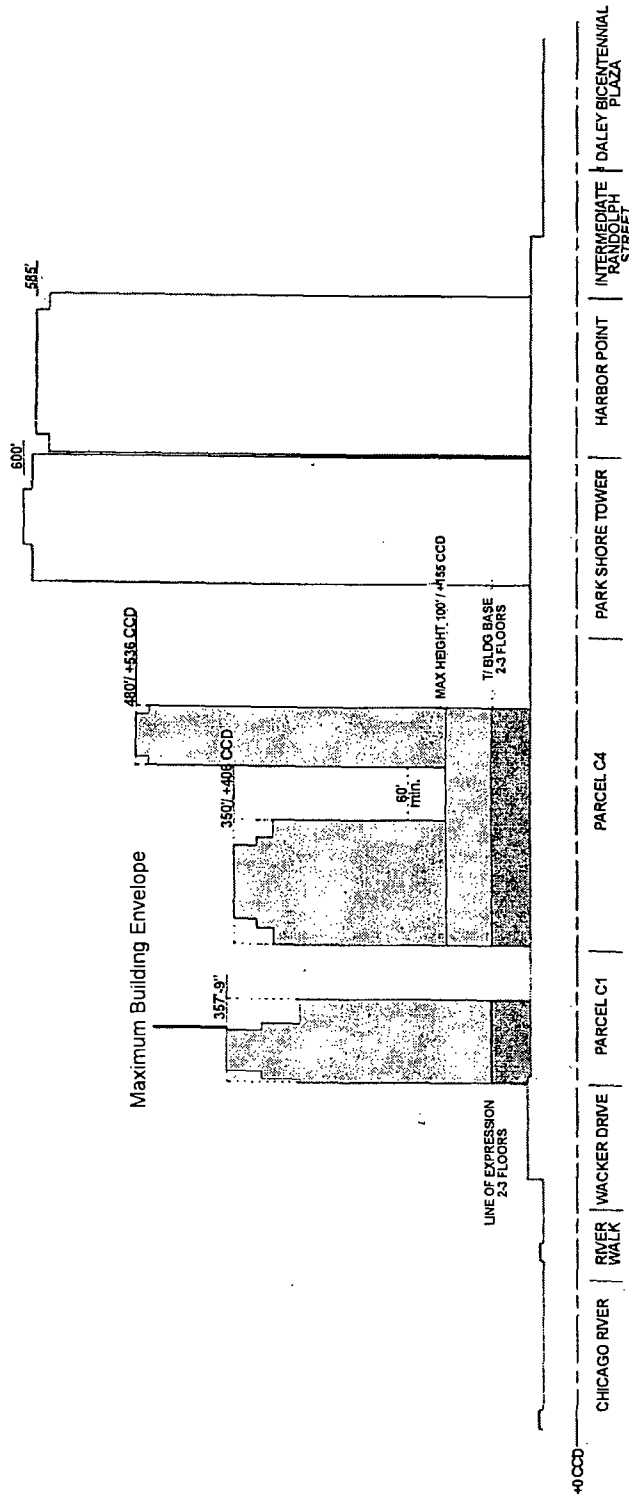 600'
585'
480'/ +536 CCD
Maximum Building Envelope
357'-9"
350'/ +406 CCD
60'
min.
MAX HEIGHT 100'/ +155 CCD
T/ BLDG BASE
2-3 FLOORS
LINE OF EXPRESSION
2-3 FLOORS
+0 CCD
CHICAGO RIVER
RIVER
WALK
WACKER DRIVE
PARCEL C1
PARCEL C4
PARK SHORE TOWER
HARBOR POINT
INTERMEDIATE
RANDOLPH
STREET
DALEY BICENTENNIAL
PLAZA